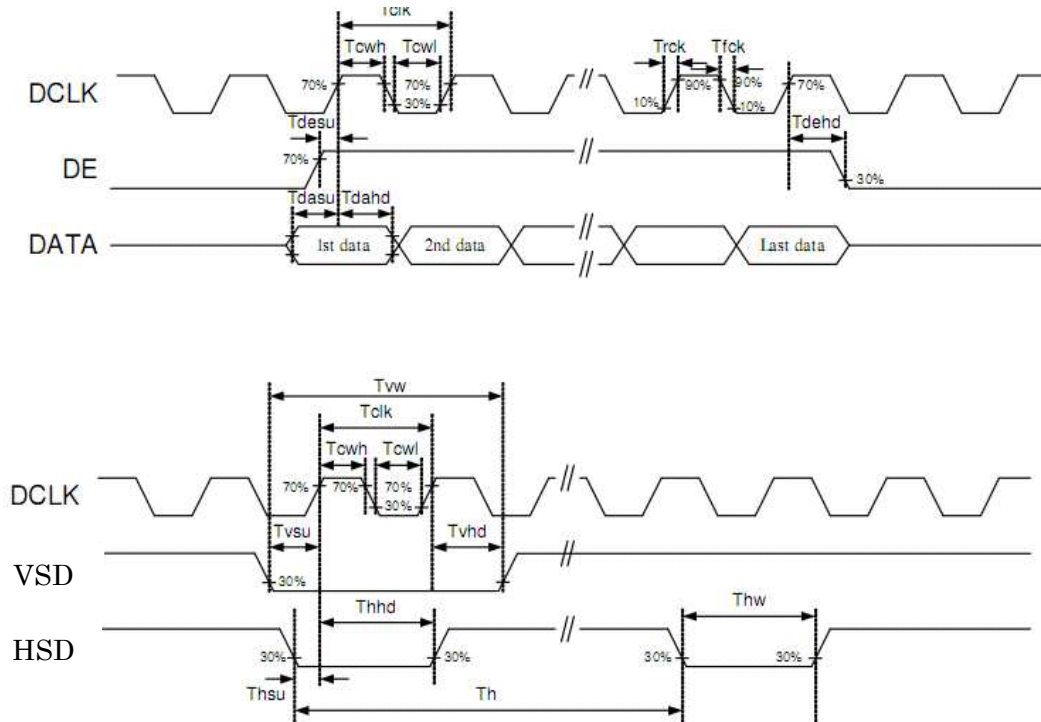 Tclk
Tcwh Tcwl Trck Tfck
DCLK 70% 70% 30% 10% 90% 90% 10% 70%
Tdesu Tdehd
DE 70% 30%
Tdasu Tdahd
DATA 1st data 2nd data Last data
Tvw
Tclk
Tcwh Tcwl
DCLK 70% 70% 70% 30%
Tvsu Tvhd
VSD 30%
Thhd Thw
HSD 30% 30% 30% 30%
Thsu Th